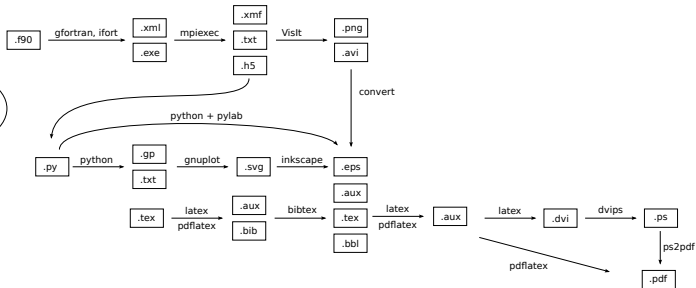 .xmf
.f90
gfortran, ifort
.xml
.exe
mpiexec
.txt
.h5
VisIt
.png
.avi
convert
python + pylab
.py
python
.gp
.txt
gnuplot
.svg
inkscape
.eps
.aux
.tex
.bbl
.tex
latex
pdflatex
.aux
.bib
bibtex
latex
pdflatex
.aux
latex
.dvi
dvips
.ps
ps2pdf
pdflatex
.pdf